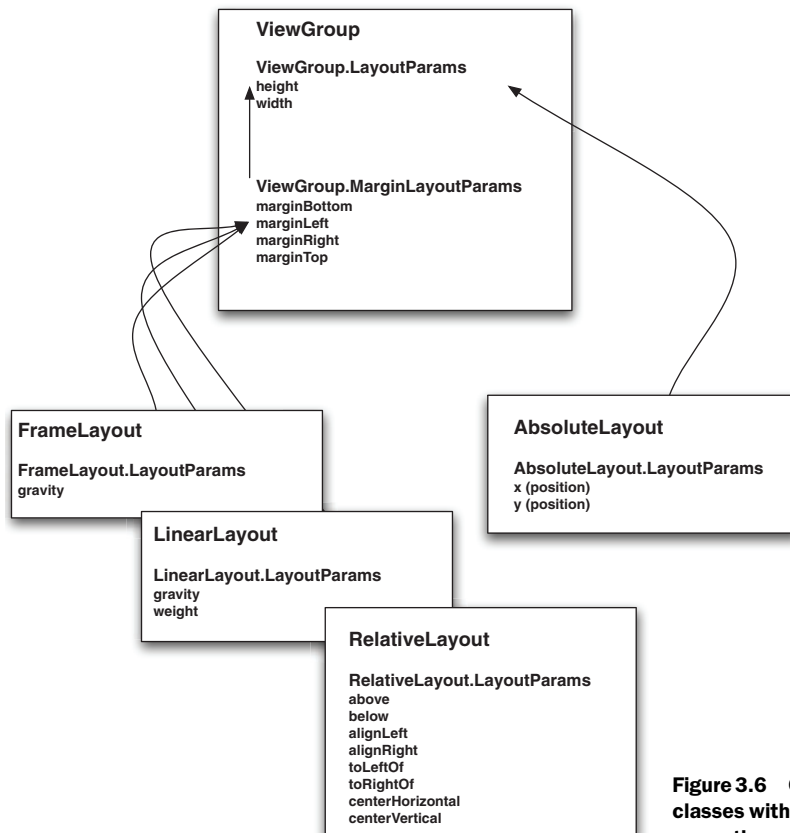 ViewGroup
ViewGroup.LayoutParams
height
width
ViewGroup.MarginLayoutParams
marginBottom
marginLeft
marginRight
marginTop
FrameLayout
FrameLayout.LayoutParams
gravity
AbsoluteLayout
AbsoluteLayout.LayoutParams
x (position)
y (position)
LinearLayout
LinearLayout.LayoutParams
gravity
weight
RelativeLayout
RelativeLayout.LayoutParams
above
below
alignLeft
alignRight
toLeftOf
toRightOf
centerHorizontal
centerVertical
Figure 3.6
classes with